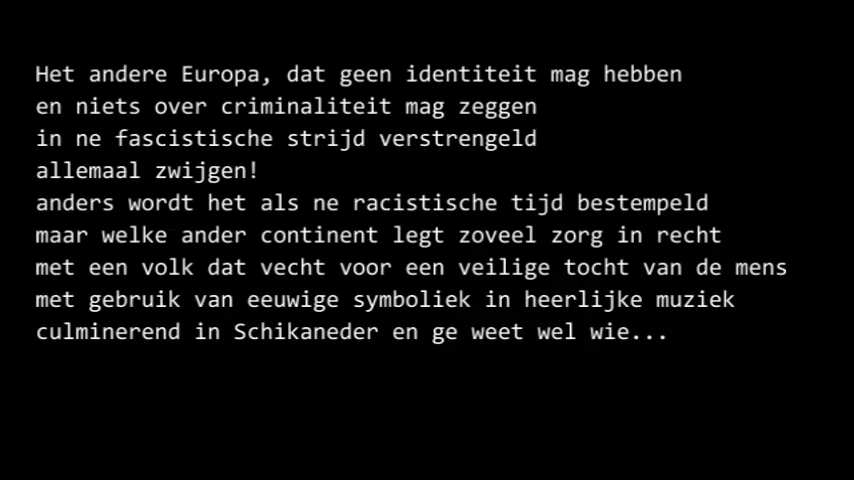 Het andere Europa, dat geen identiteit mag hebben
en niets over criminaliteit mag zeggen
in ne fascistische strijd verstrengeld
allemaal zwijgen!
anders wordt het als ne racistische tijd bestempeld
maar welke ander continent legt zoveel zorg in recht
met een volk dat vecht voor een veilige tocht van de mens
met gebruik van eeuwige symboliek in heerlijke muziek
culminerend in Schikaneder en ge weet wel wie...